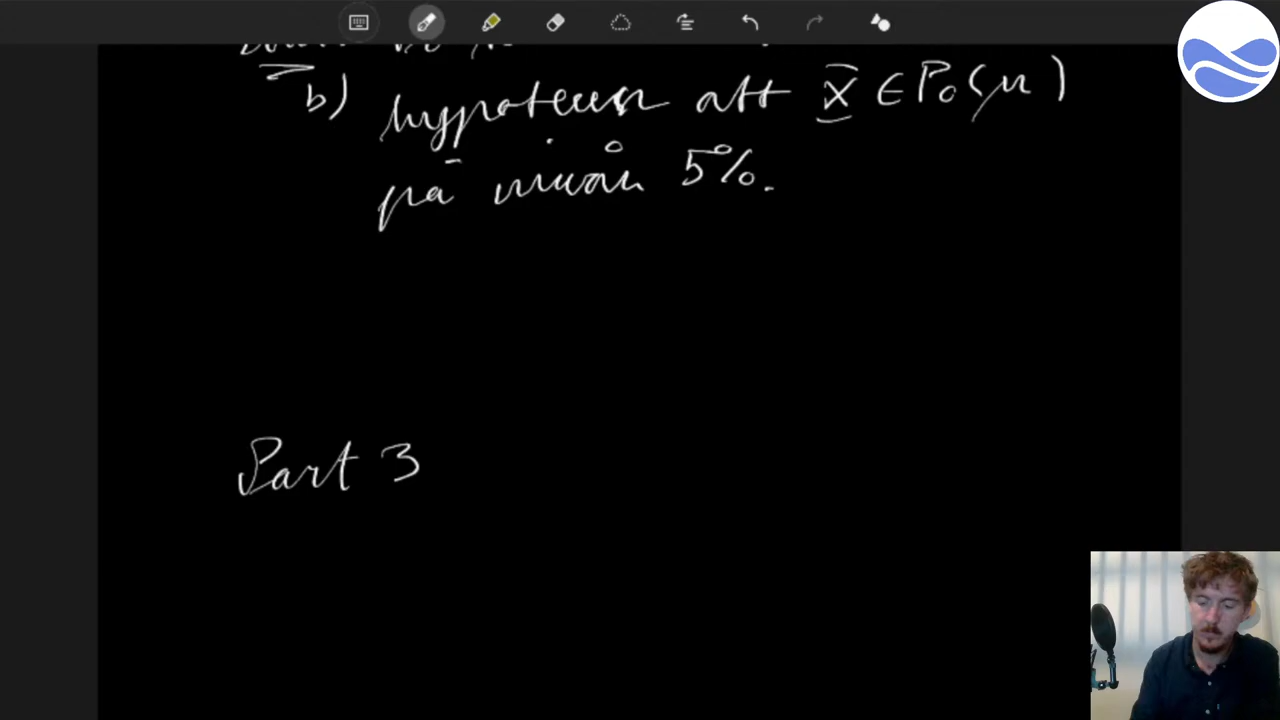 b) hypotesen att X ∈ Po(μ)
på nivån 5%.
Part 3